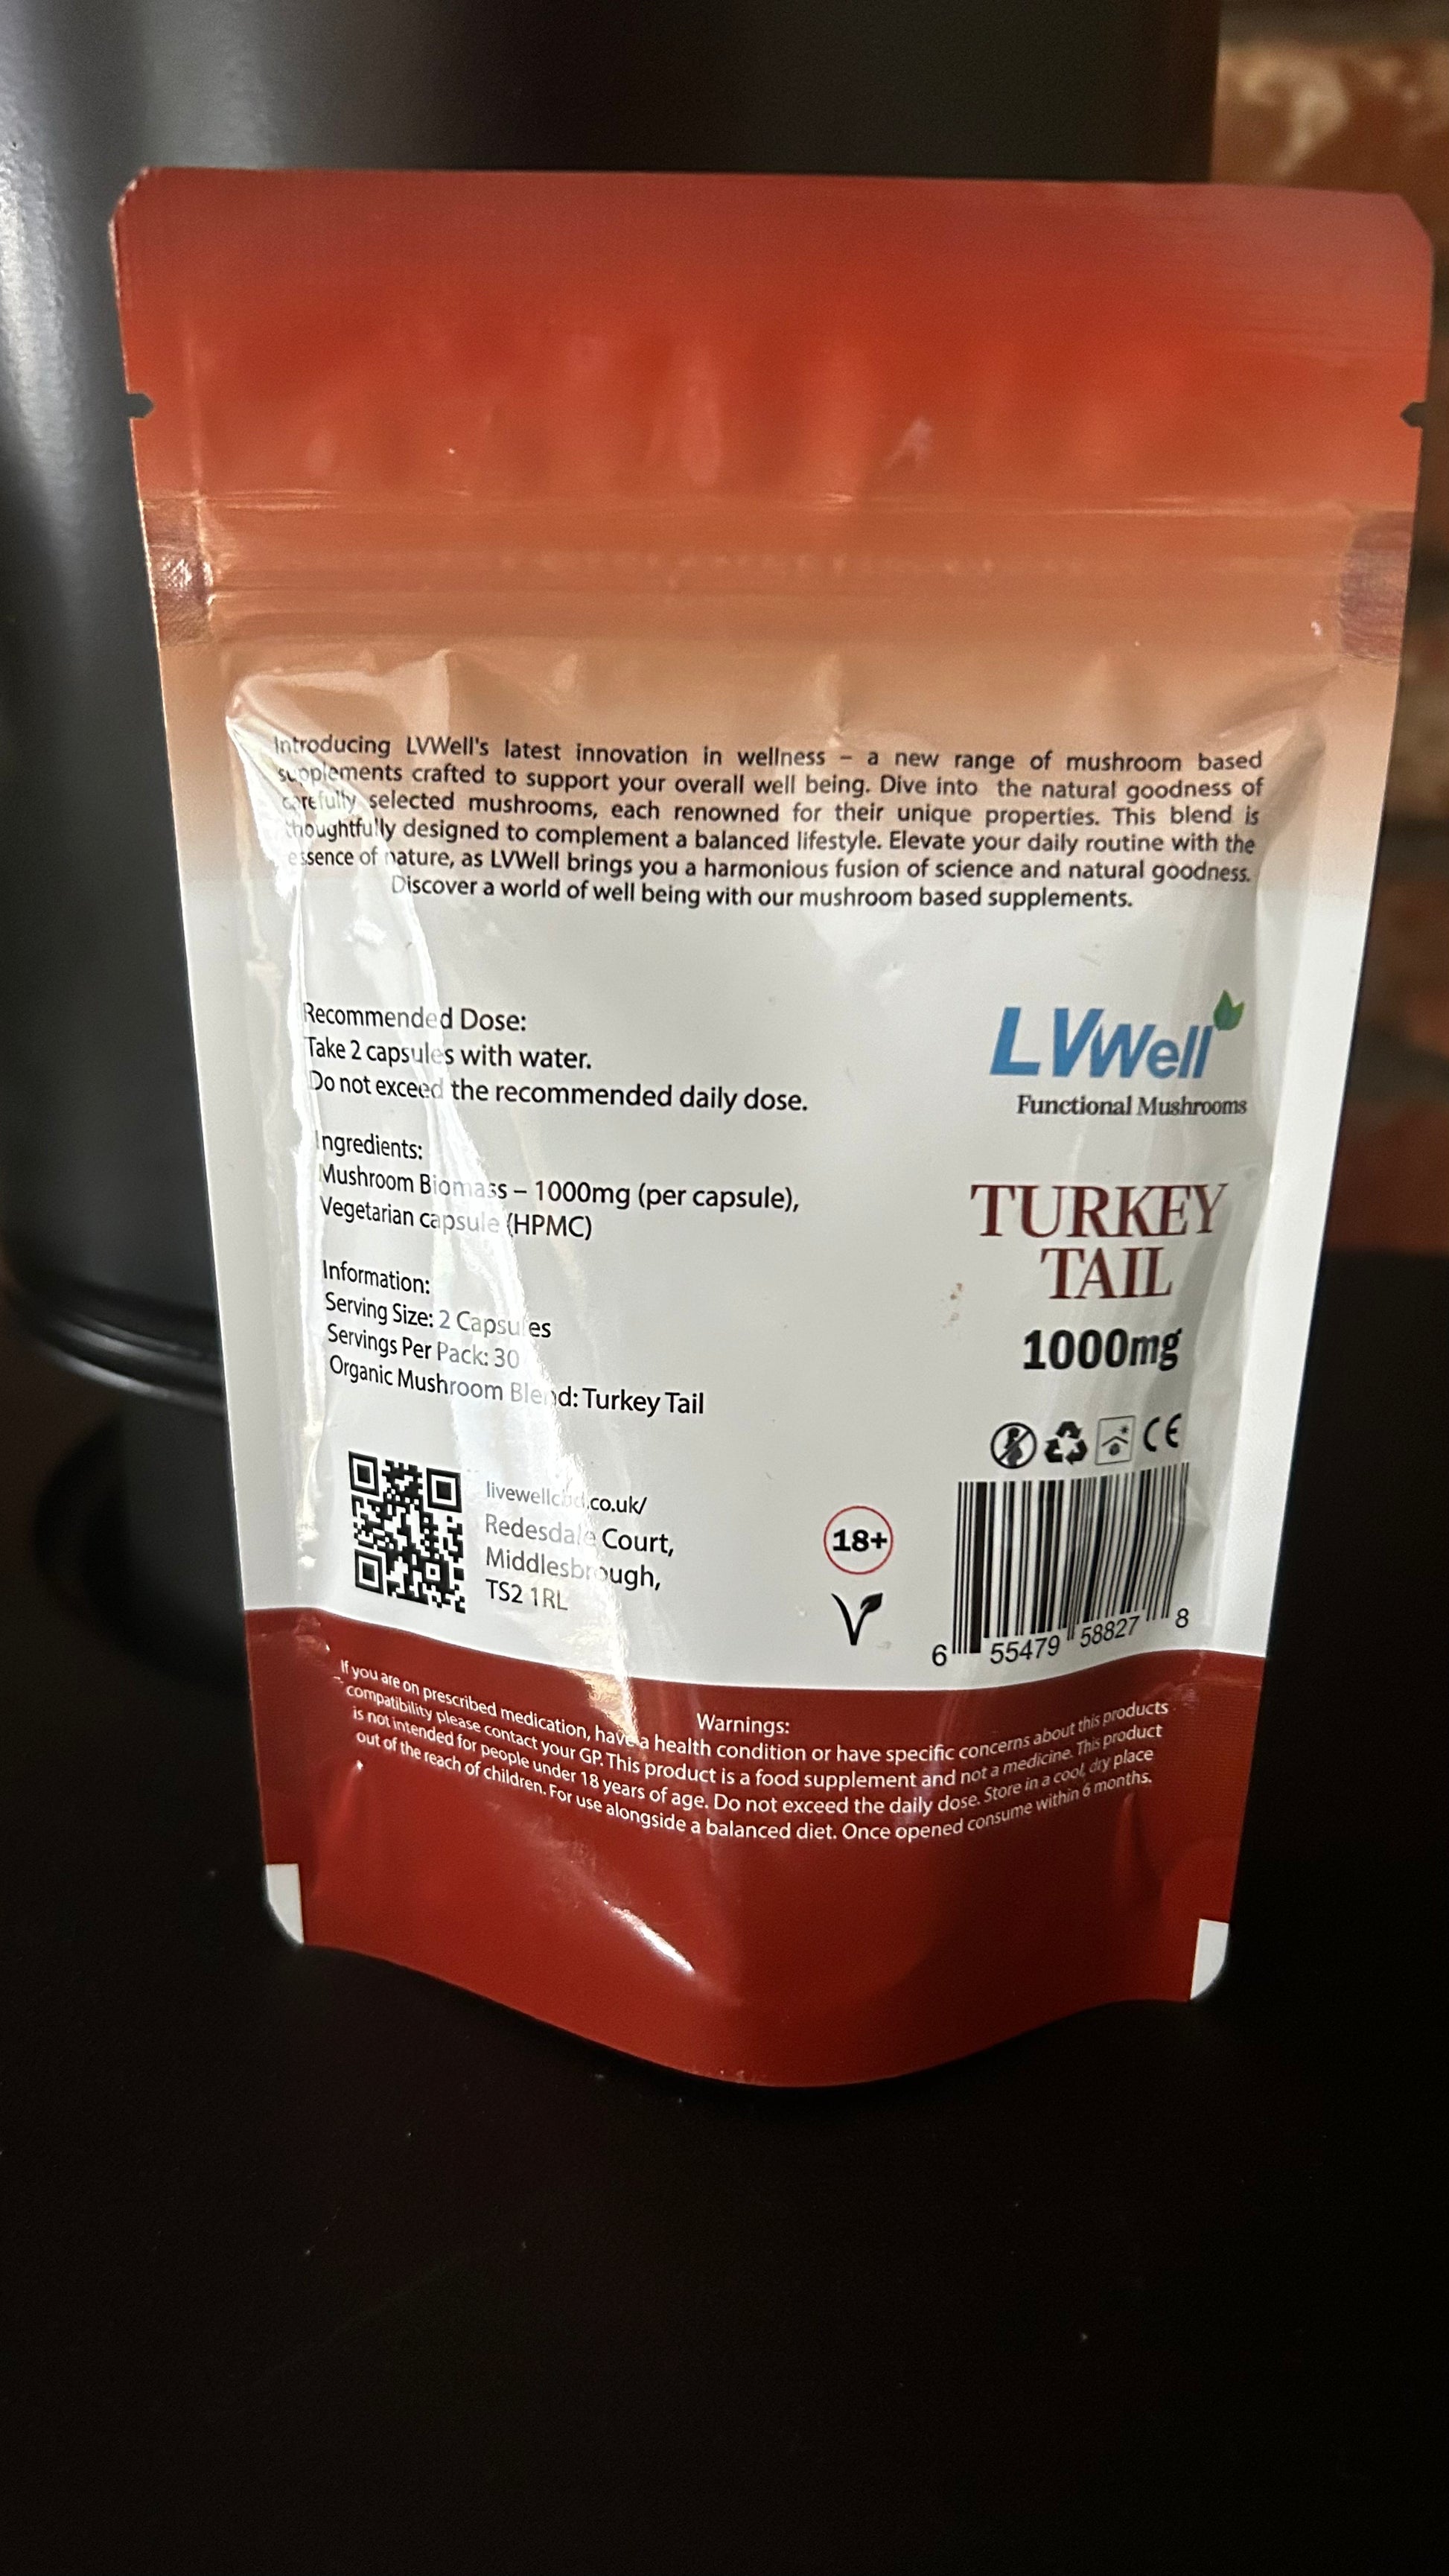 Introducing LVWell's latest innovation in wellness – a new range of mushroom based
supplements crafted to support your overall well being. Dive into the natural goodness of
carefully selected mushrooms, each renowned for their unique properties. This blend is
thoughtfully designed to complement a balanced lifestyle. Elevate your daily routine with the
essence of nature, as LVWell brings you a harmonious fusion of science and natural goodness.
Discover a world of well being with our mushroom based supplements.
Recommended Dose:
Take 2 capsules with water.
Do not exceed the recommended daily dose.
Ingredients:
Mushroom Biomass – 1000mg (per capsule),
Vegetarian capsule (HPMC)
Information:
Serving Size: 2 Capsules
Servings Per Pack: 30
Organic Mushroom Blend: Turkey Tail
livewellcbd.co.uk/
Redesdale Court,
Middlesbrough,
TS2 1RL
LVWell
Functional Mushrooms
TURKEY
TAIL
1000mg
CE
18+
V
6 55479 58827 8
Warnings:
If you are on prescribed medication, have a health condition or have specific concerns about this products
compatibility please contact your GP. This product is a food supplement and not a medicine. This product
is not intended for people under 18 years of age. Do not exceed the daily dose. Store in a cool, dry place
out of the reach of children. For use alongside a balanced diet. Once opened consume within 6 months.